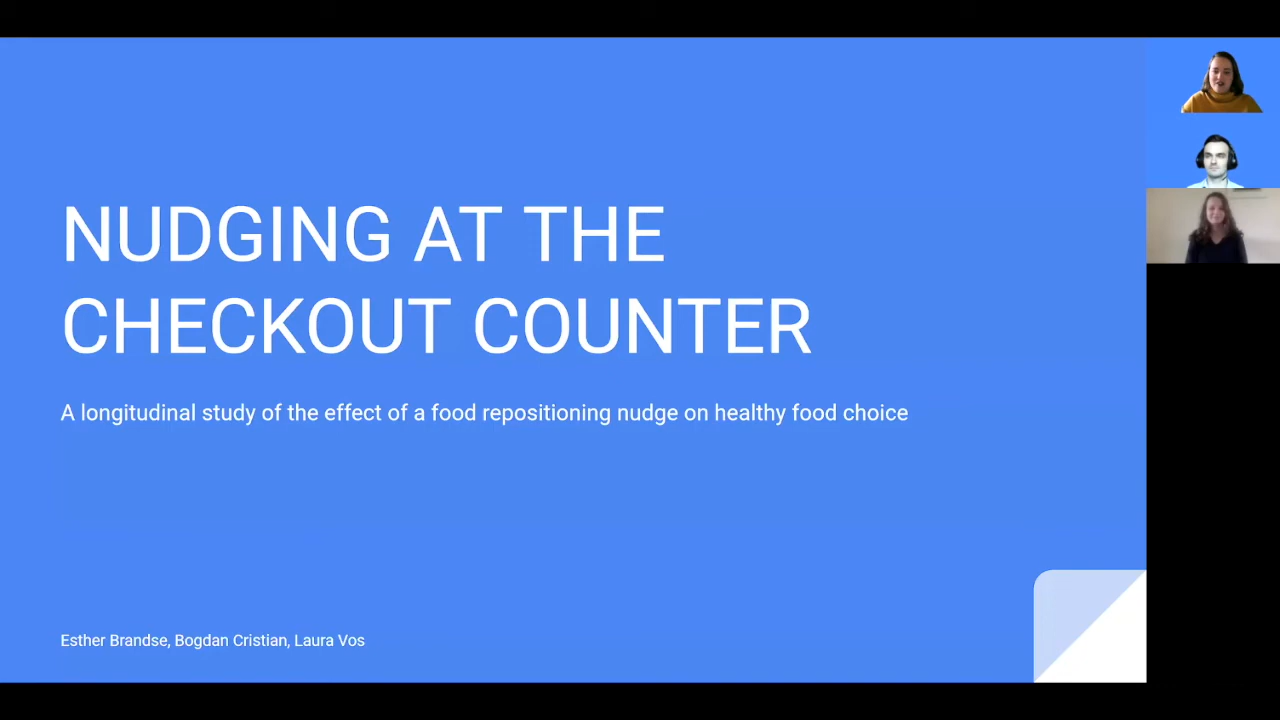 NUDGING AT THE
CHECKOUT COUNTER
A longitudinal study of the effect of a food repositioning nudge on healthy food choice
Esther Brandse, Bogdan Cristian, Laura Vos